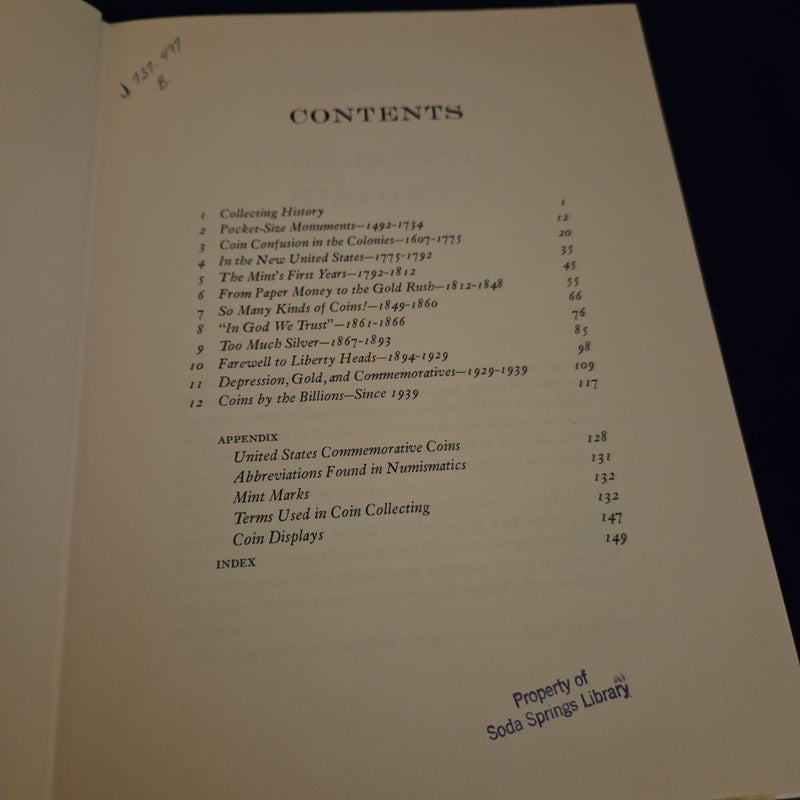 J 737.497
B.
CONTENTS
1 Collecting History 1
2 Pocket-Size Monuments—1492-1734 12
3 Coin Confusion in the Colonies—1607-1775 20
4 In the New United States—1775-1792 35
5 The Mint's First Years—1792-1812 45
6 From Paper Money to the Gold Rush—1812-1848 55
7 So Many Kinds of Coins!—1849-1860 66
8 “In God We Trust”—1861-1866 76
9 Too Much Silver—1867-1893 85
10 Farewell to Liberty Heads—1894-1929 98
11 Depression, Gold, and Commemoratives—1929-1939 109
12 Coins by the Billions—Since 1939 117
APPENDIX
United States Commemorative Coins 128
Abbreviations Found in Numismatics 131
Mint Marks 132
Terms Used in Coin Collecting 132
Coin Displays 147
INDEX 149
Property of
Soda Springs Library